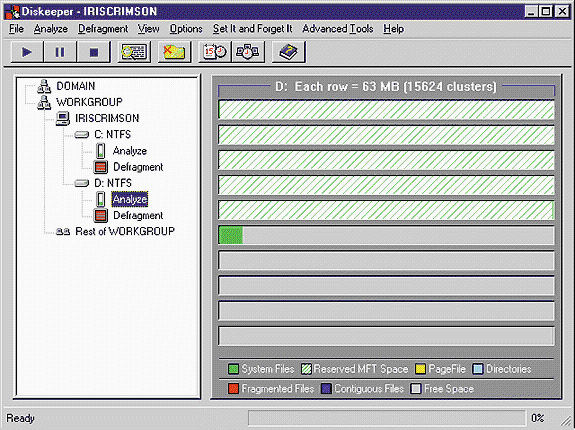 Diskeeper - IRISCRIMSON
File Analyze Defragment View Options Set It and Forget It Advanced Tools Help
DOMAIN
WORKGROUP
IRISCRIMSON
C: NTFS
Analyze
Defragment
D: NTFS
Analyze
Defragment
Rest of WORKGROUP
D: Each row = 63 MB (15624 clusters)
System Files Reserved MFT Space PageFile Directories
Fragmented Files Contiguous Files Free Space
Ready 0%